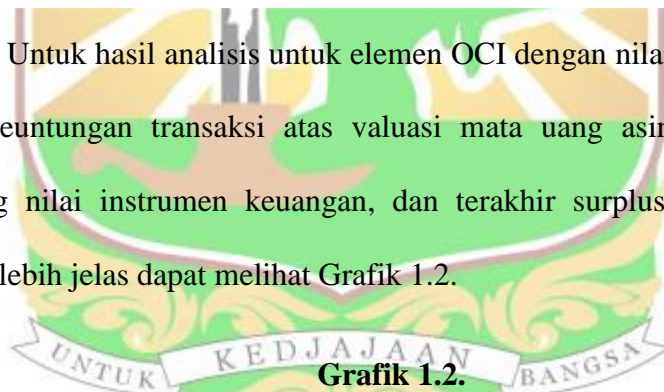 Untuk hasil analisis untuk elemen OCI dengan nila
euntungan transaksi atas valuasi mata uang asin
g nilai instrumen keuangan, dan terakhir surplus
lebih jelas dapat melihat Grafik 1.2.
UNTUK KEDJAJAAN BANGSA
Grafik 1.2.